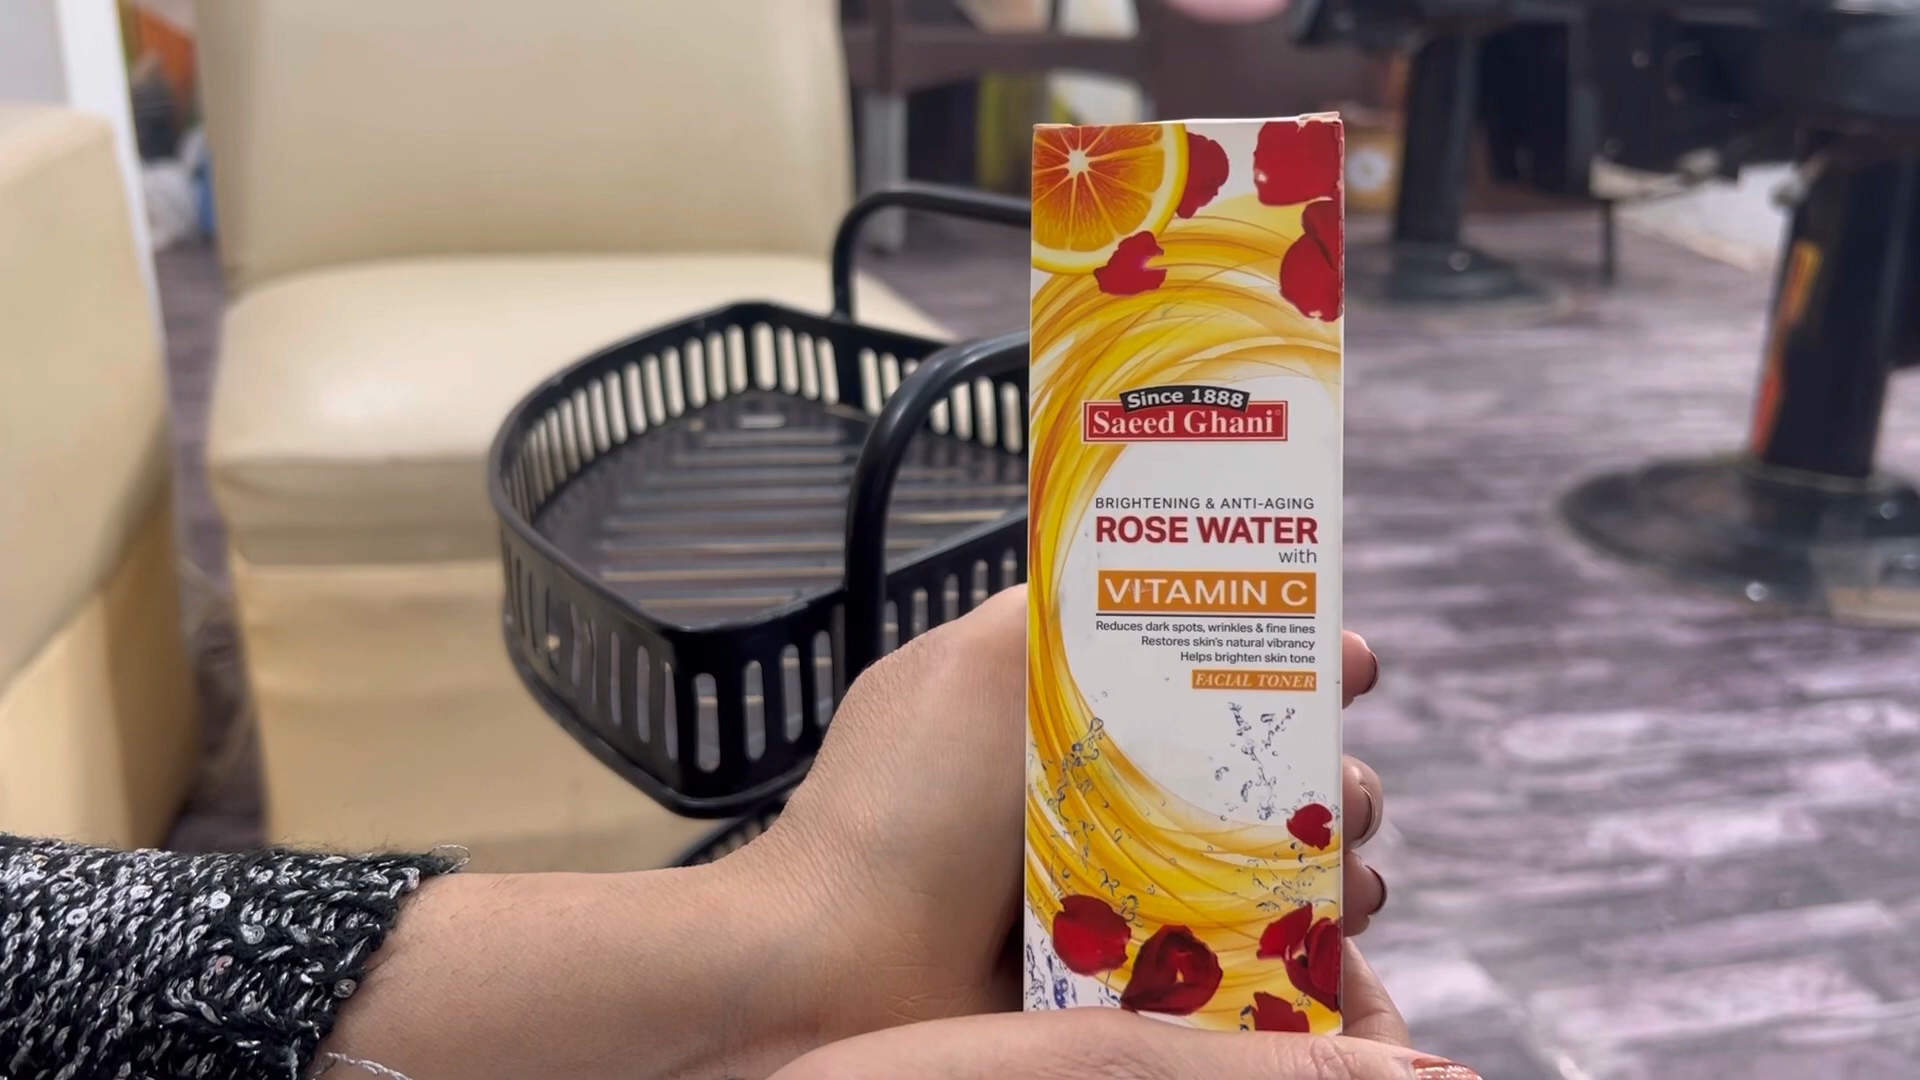 Since 1888
Saeed Ghani
BRIGHTENING & ANTI-AGING
ROSE WATER
with
VITAMIN C
Reduces dark spots, wrinkles & fine lines
Restores skin's natural vibrancy
Helps brighten skin tone
FACIAL TONER